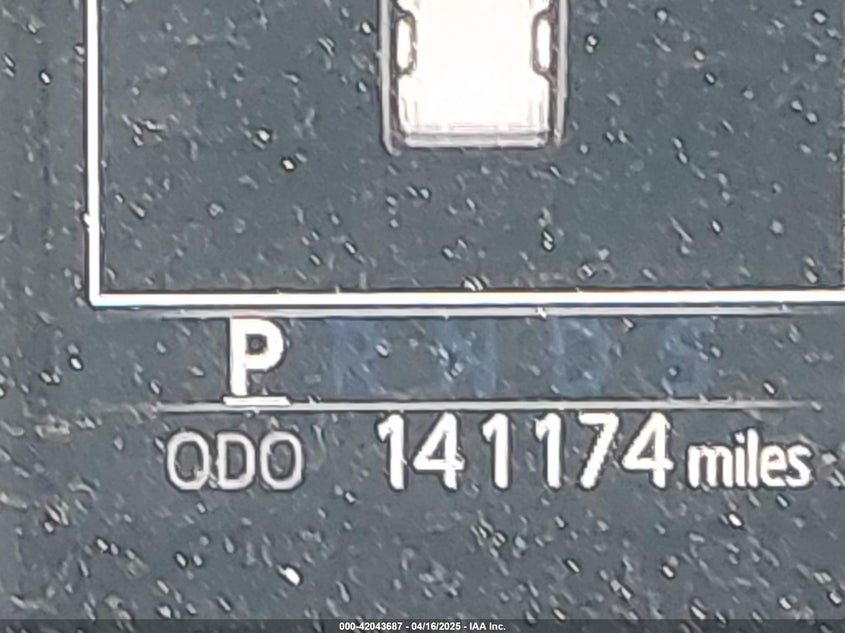 P R N D S
ODO 141174 miles
000-42043687 - 04/16/2025 - IAA Inc.